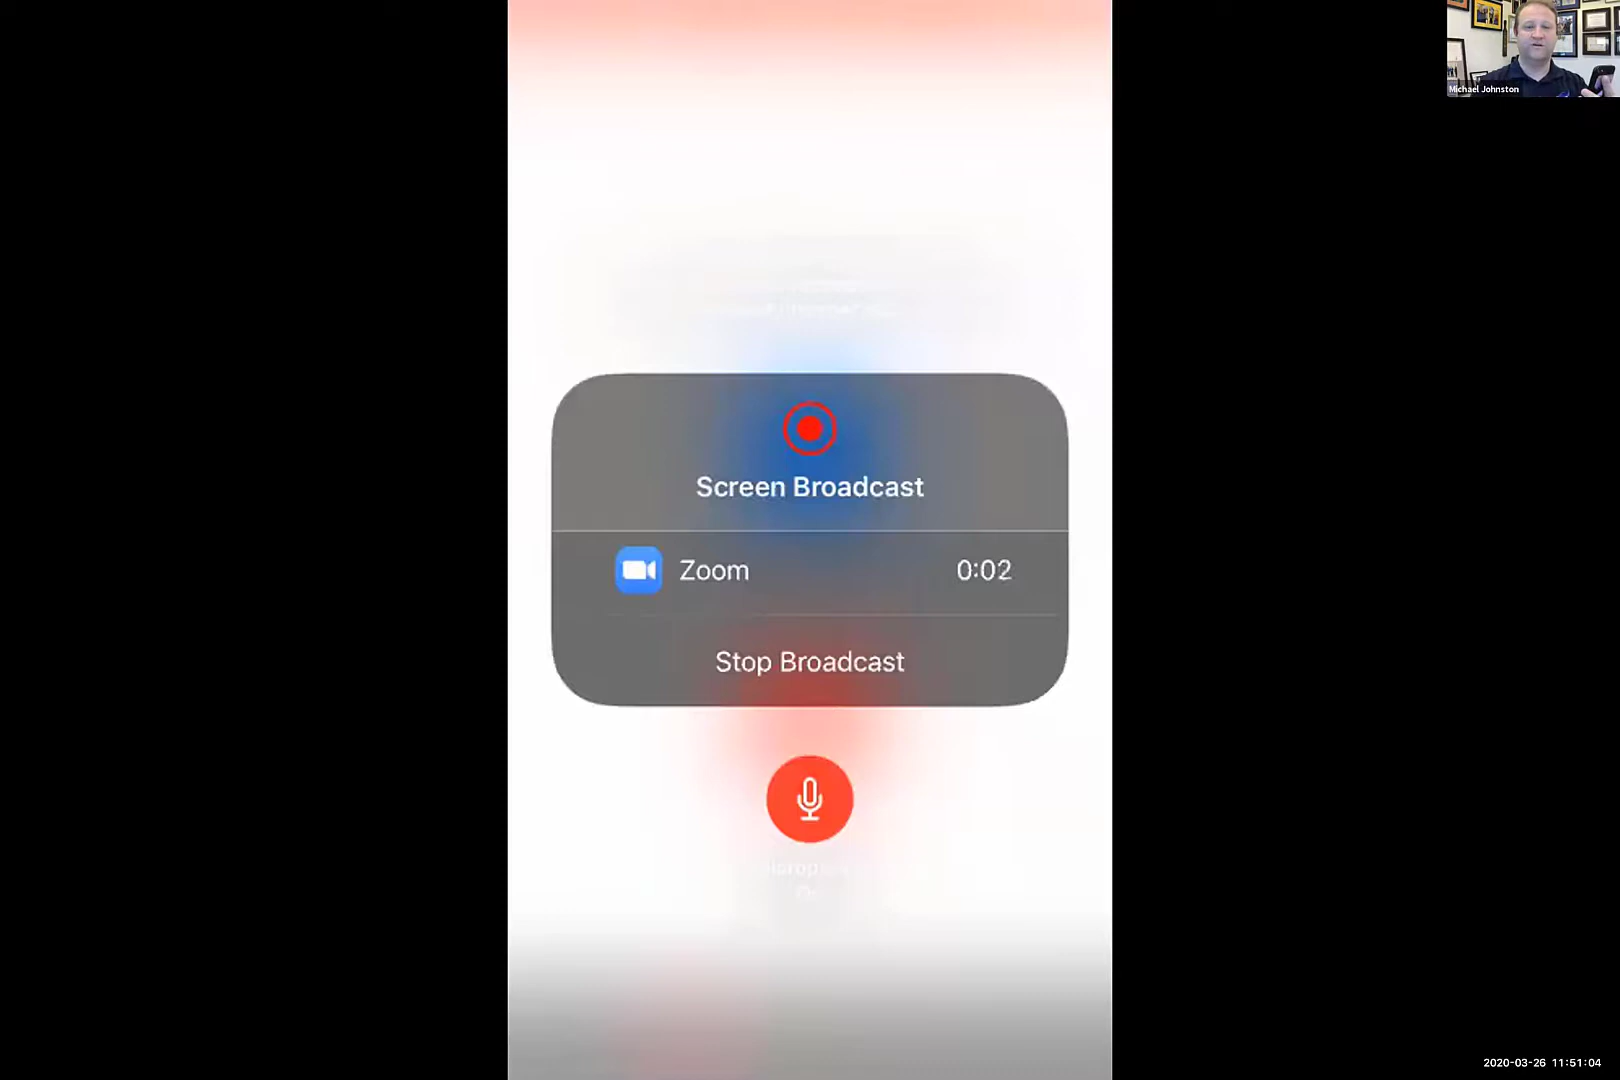 Michael Johnston
Screen Broadcast
Zoom 0:02
Stop Broadcast
2020-03-26 11:51:04